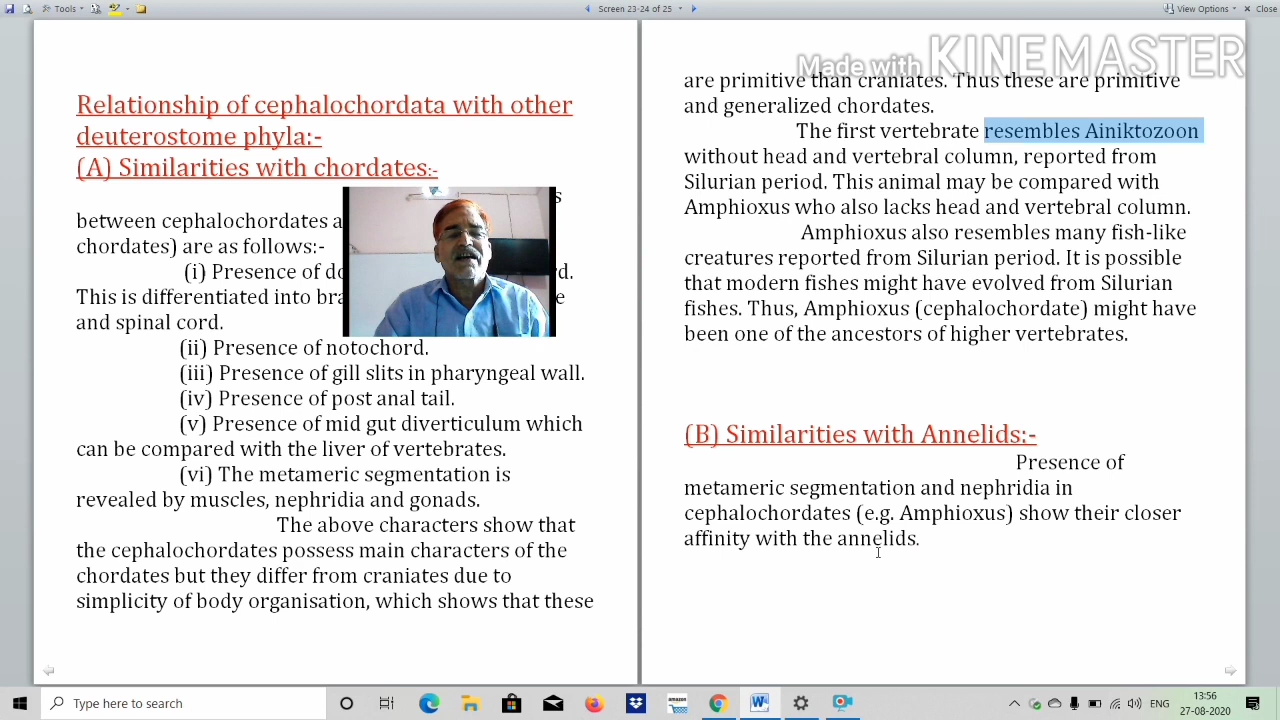 Tools
Screen 23-24 of 25
View Options
Close
Made with KINEMASTER
Relationship of cephalochordata with other
deuterostome phyla:-
(A) Similarities with chordates:-
between cephalochordates
chordates) are as follows:-
(i) Presence of
This is differentiated into
and spinal cord.
(ii) Presence of notochord.
(iii) Presence of gill slits in pharyngeal wall.
(iv) Presence of post anal tail.
(v) Presence of mid gut diverticulum which
can be compared with the liver of vertebrates.
(vi) The metameric segmentation is
revealed by muscles, nephridia and gonads.
The above characters show that
the cephalochordates possess main characters of the
chordates but they differ from craniates due to
simplicity of body organisation, which shows that these
are primitive than craniates. Thus these are primitive
and generalized chordates.
The first vertebrate resembles Ainiktozoon
without head and vertebral column, reported from
Silurian period. This animal may be compared with
Amphioxus who also lacks head and vertebral column.
Amphioxus also resembles many fish-like
creatures reported from Silurian period. It is possible
that modern fishes might have evolved from Silurian
fishes. Thus, Amphioxus (cephalochordate) might have
been one of the ancestors of higher vertebrates.
(B) Similarities with Annelids:-
Presence of
metameric segmentation and nephridia in
cephalochordates (e.g. Amphioxus) show their closer
affinity with the annelids.
Type here to search
amazon
ENG
13:56
27-08-2020